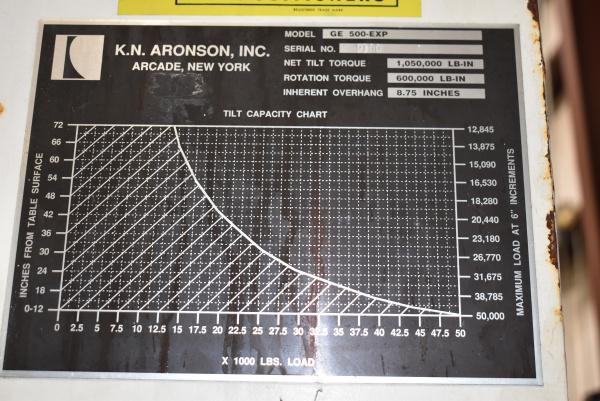 REGISTERED TRADE MARK
K.N. ARONSON, INC.
ARCADE, NEW YORK
MODEL GE 500-EXP
SERIAL NO.
NET TILT TORQUE 1,050,000 LB-IN
ROTATION TORQUE 600,000 LB-IN
INHERENT OVERHANG 8.75 INCHES
TILT CAPACITY CHART
INCHES FROM TABLE SURFACE
72
66
60
54
48
42
36
30
24
18
0-12
12,845
13,875
15,090
16,530
18,280
20,440
23,180
26,770
31,675
38,785
50,000
MAXIMUM LOAD AT 6" INCREMENTS
0 2.5 5 7.5 10 12.5 15 17.5 20 22.5 25 27.5 30 32.5 35 37.5 40 42.5 45 47.5 50
X 1000 LBS. LOAD